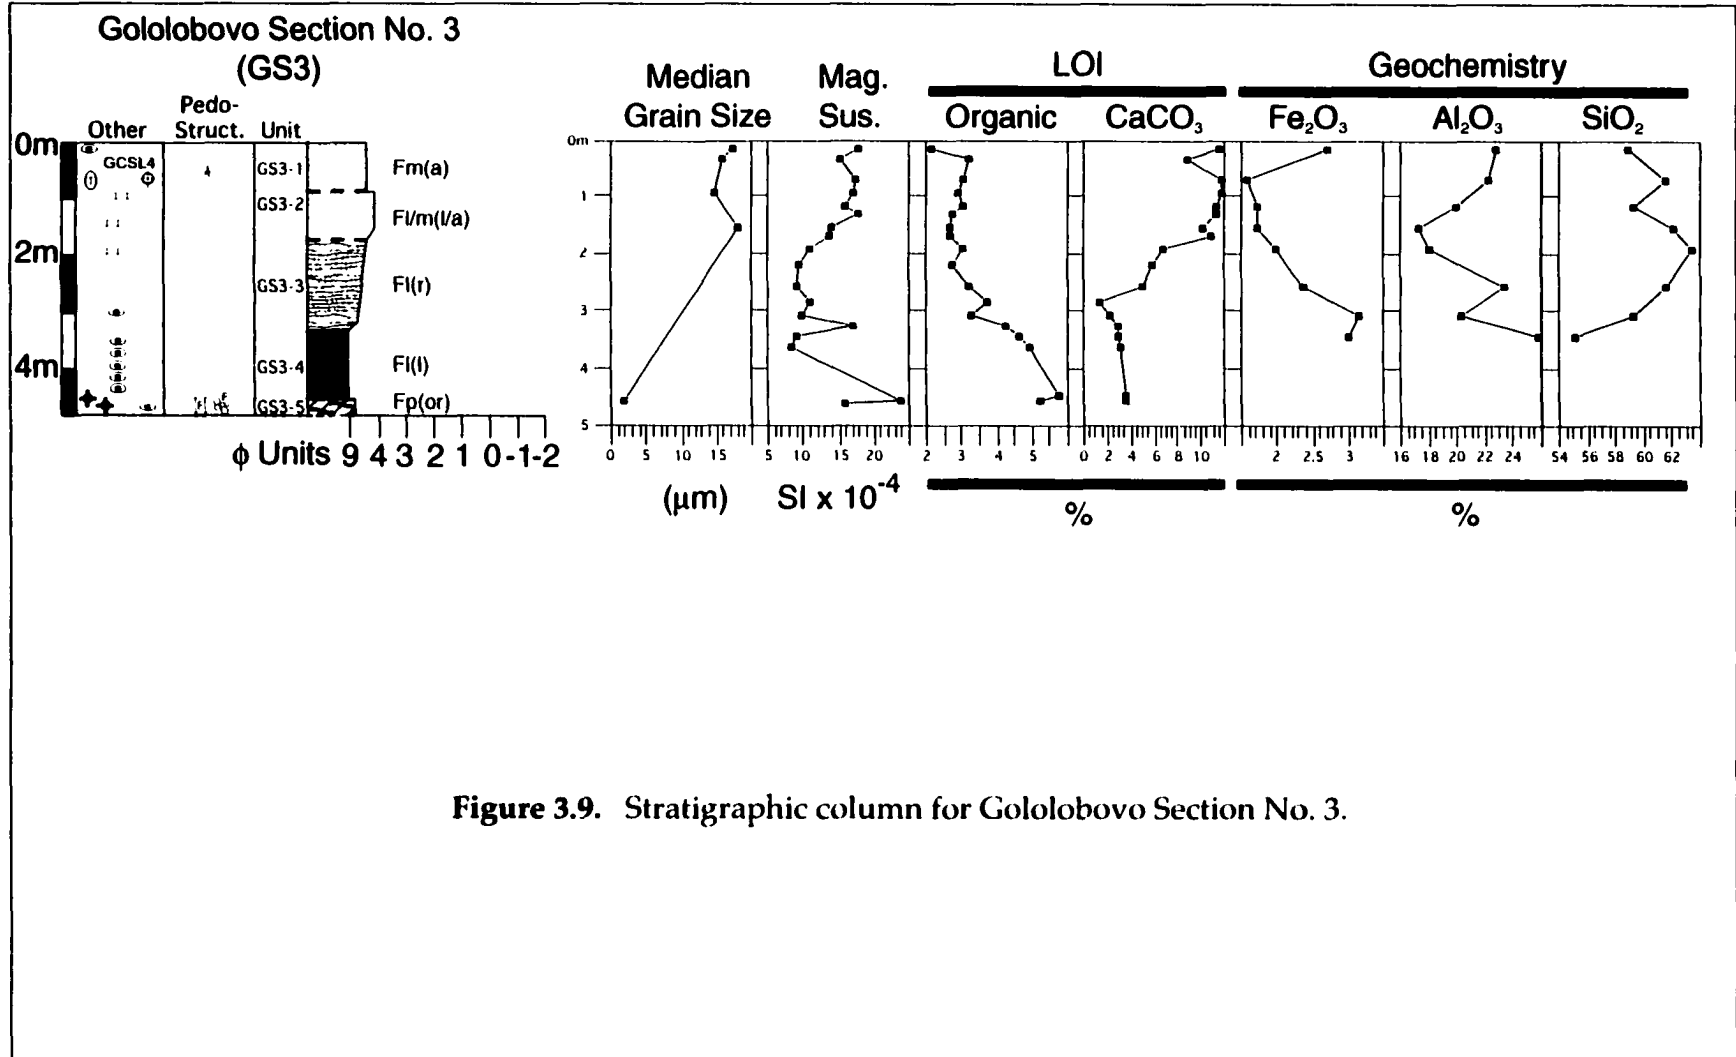 Gololobovo Section No. 3
(GS3)
Other
Pedo-
Struct.
Unit
0m
2m
4m
GCSL4
GS3-1
GS3-2
GS3-3
GS3-4
GS3-5
Fm(a)
Fl/m(l/a)
Fl(r)
Fl(l)
Fp(or)
ϕ Units 9 4 3 2 1 0 -1 -2
Median
Grain Size
Mag.
Sus.
LOI
Organic
CaCO₃
Geochemistry
Fe₂O₃
Al₂O₃
SiO₂
0m
1
2
3
4
5
0 5 10 15
5 10 15 20
2 3 4 5
0 2 4 6 8 10
2 2.5 3
16 18 20 22 24
54 56 58 60 62
(μm)
SI x 10⁻⁴
%
%
Figure 3.9. Stratigraphic column for Gololobovo Section No. 3.